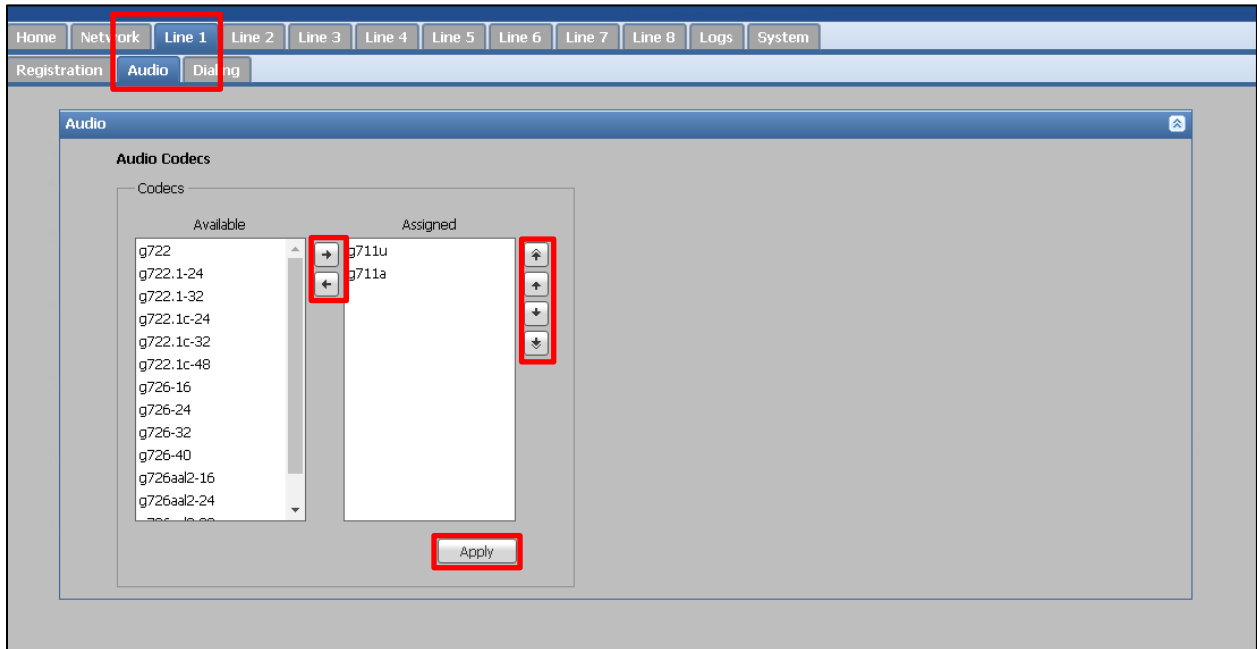 Home Network Line 1 Line 2 Line 3 Line 4 Line 5 Line 6 Line 7 Line 8 Logs System
Registration Audio Dialing
Audio
Audio Codecs
Codecs
Available Assigned
g722
g722.1-24
g722.1-32
g722.1c-24
g722.1c-32
g722.1c-48
g726-16
g726-24
g726-32
g726-40
g726aal2-16
g726aal2-24
g711u
g711a
Apply